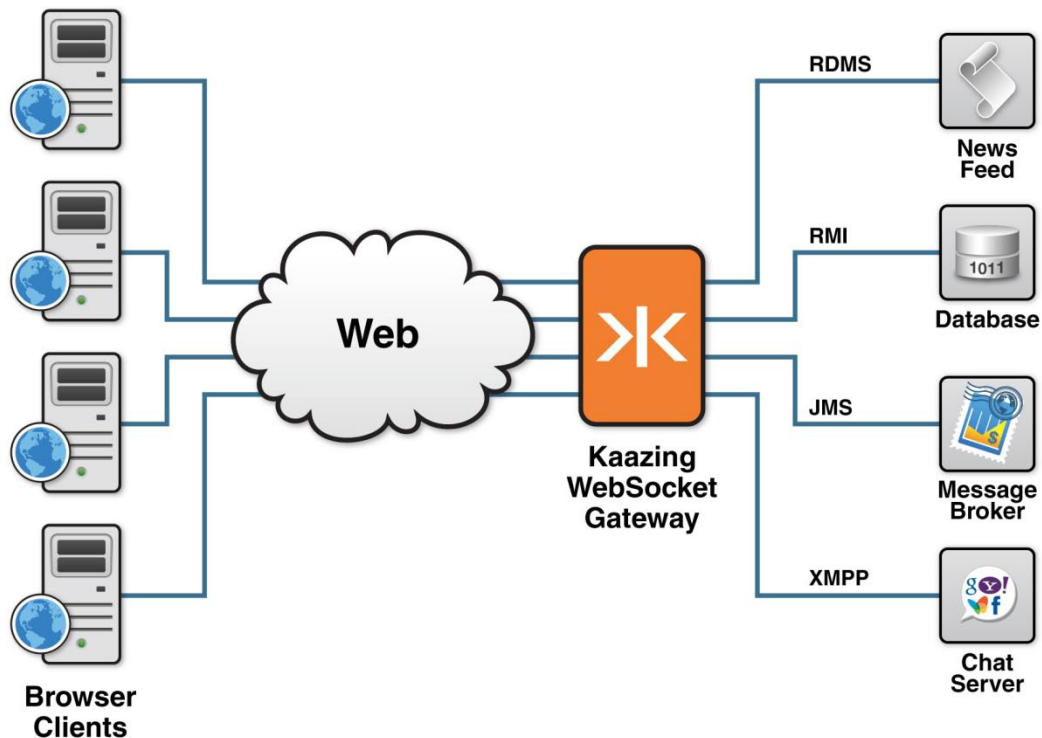 RDMS
News
Feed
RMI
1011
Database
Web
JMS
Kaazing
WebSocket
Gateway
$
Message
Broker
XMPP
g Y! f
Chat
Server
Browser
Clients